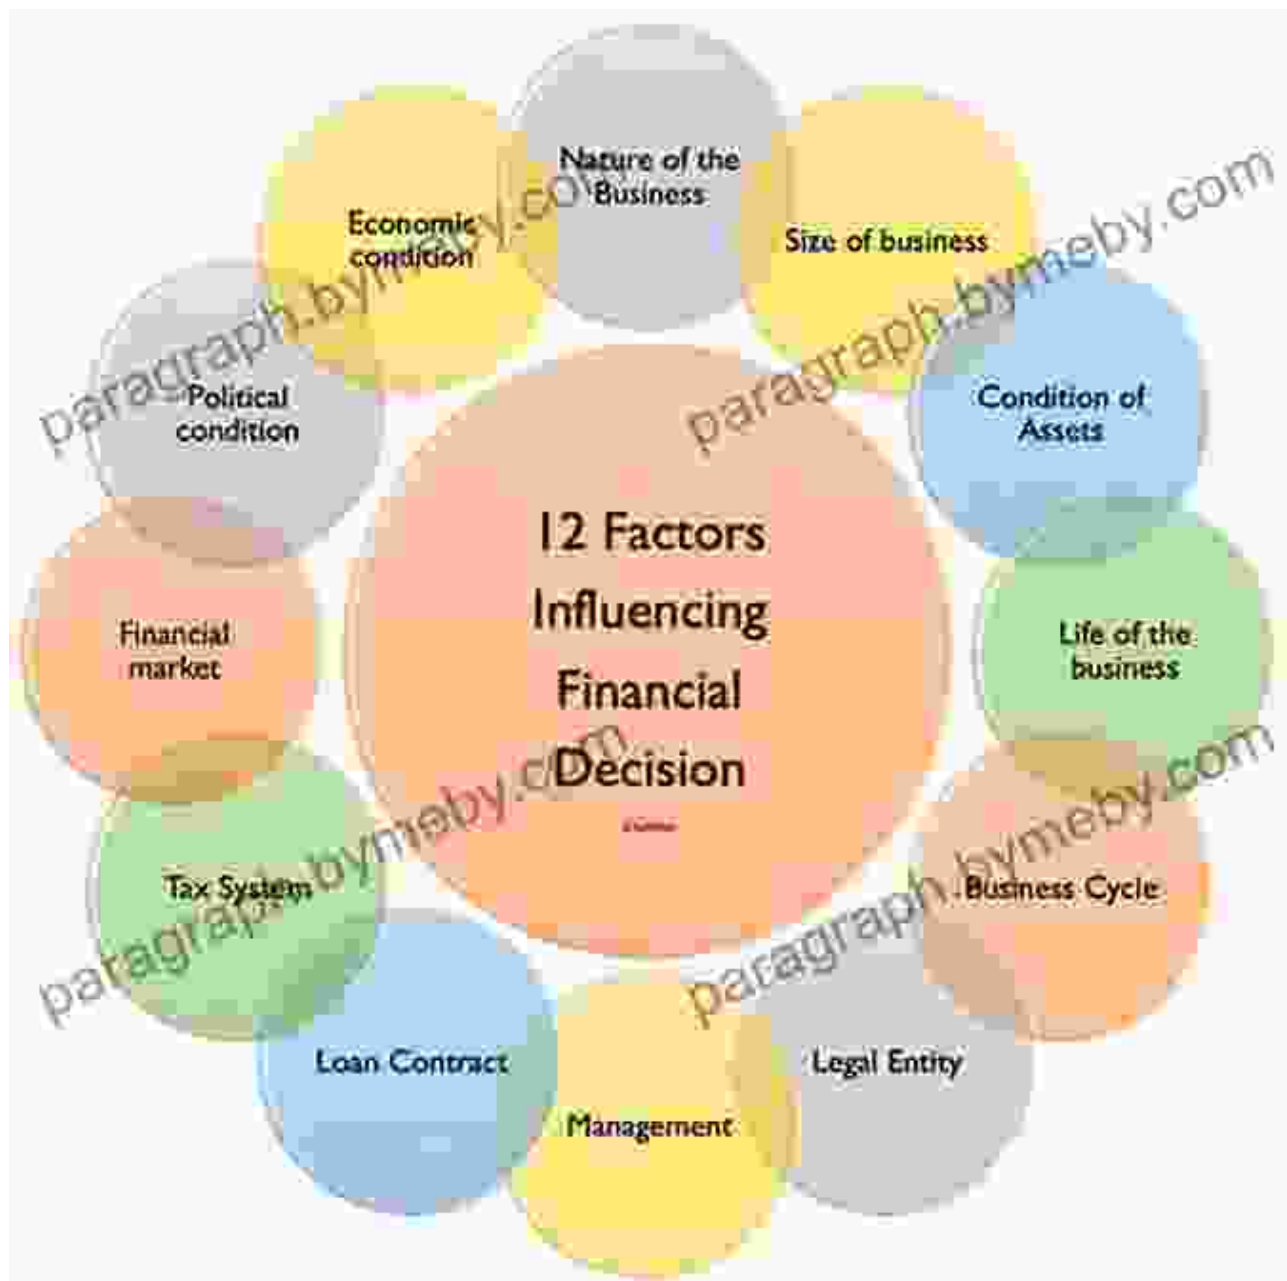 12 Factors
Influencing
Financial
Decision
Nature of the
Business
Size of business
Condition of
Assets
Life of the
business
Business Cycle
Legal Entity
Management
Loan Contract
Tax System
Financial
market
Political
condition
Economic
condition
paragraph.bymeby.com
paragraph.bymeby.com
paragraph.bymeby.com
paragraph.bymeby.com